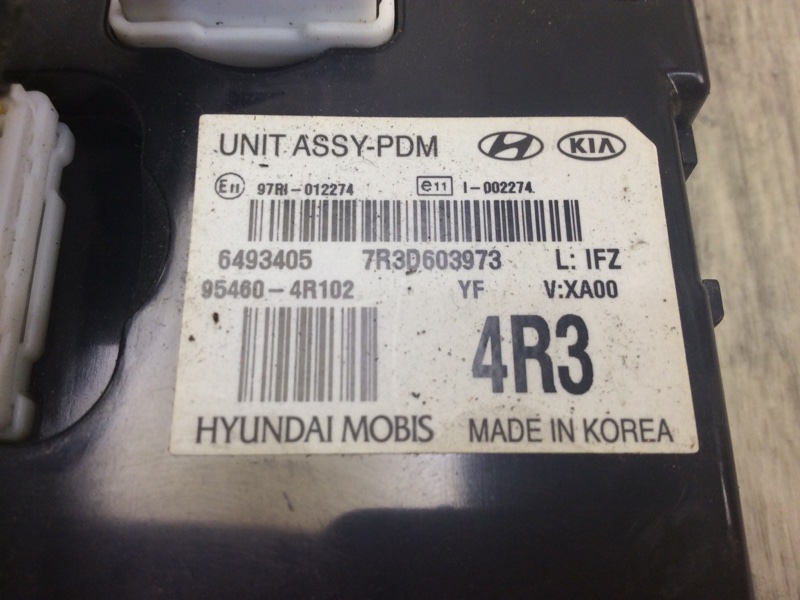 UNIT ASSY-PDM KIA
E11 97RI-012274 e11 I-002274
6493405 7R3D603973 L: IFZ
95460-4R102 YF V:XA00
4R3
HYUNDAI MOBIS MADE IN KOREA